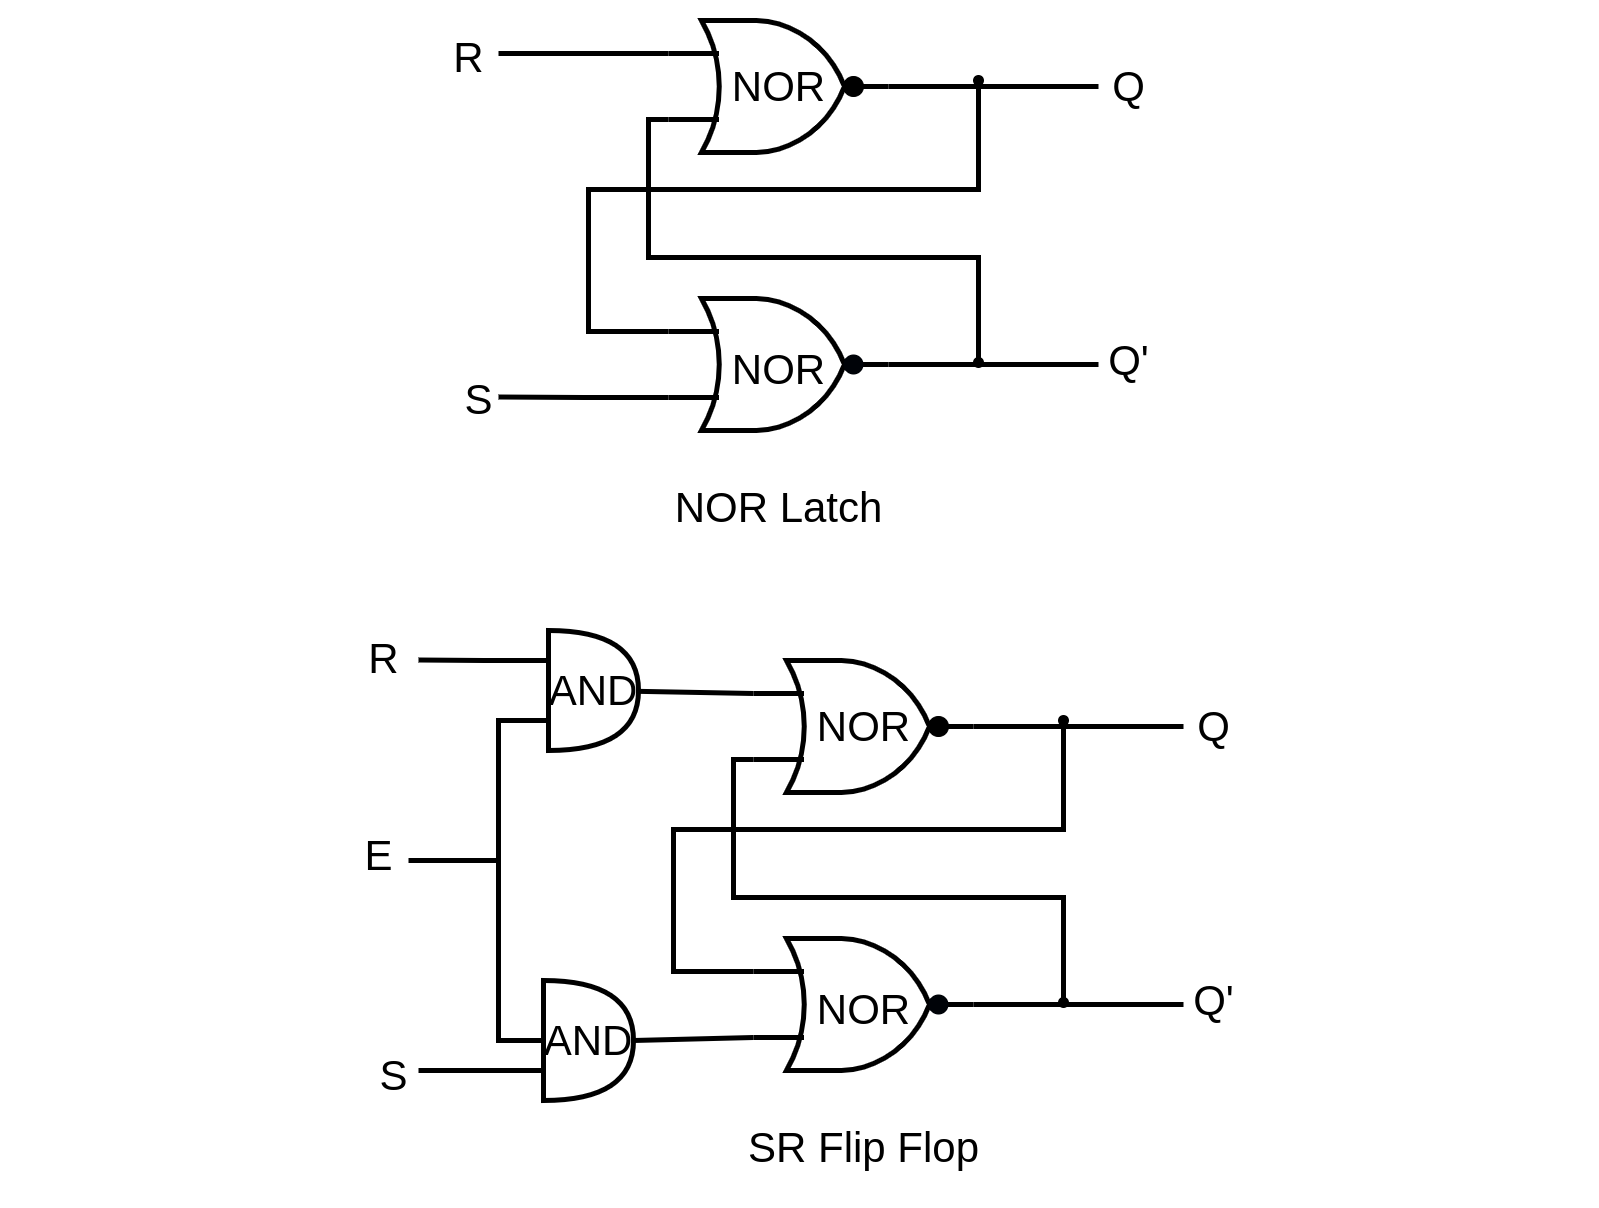 R
NOR
Q
NOR
Q'
S
NOR Latch
R
AND
NOR
Q
E
NOR
Q'
AND
S
SR Flip Flop